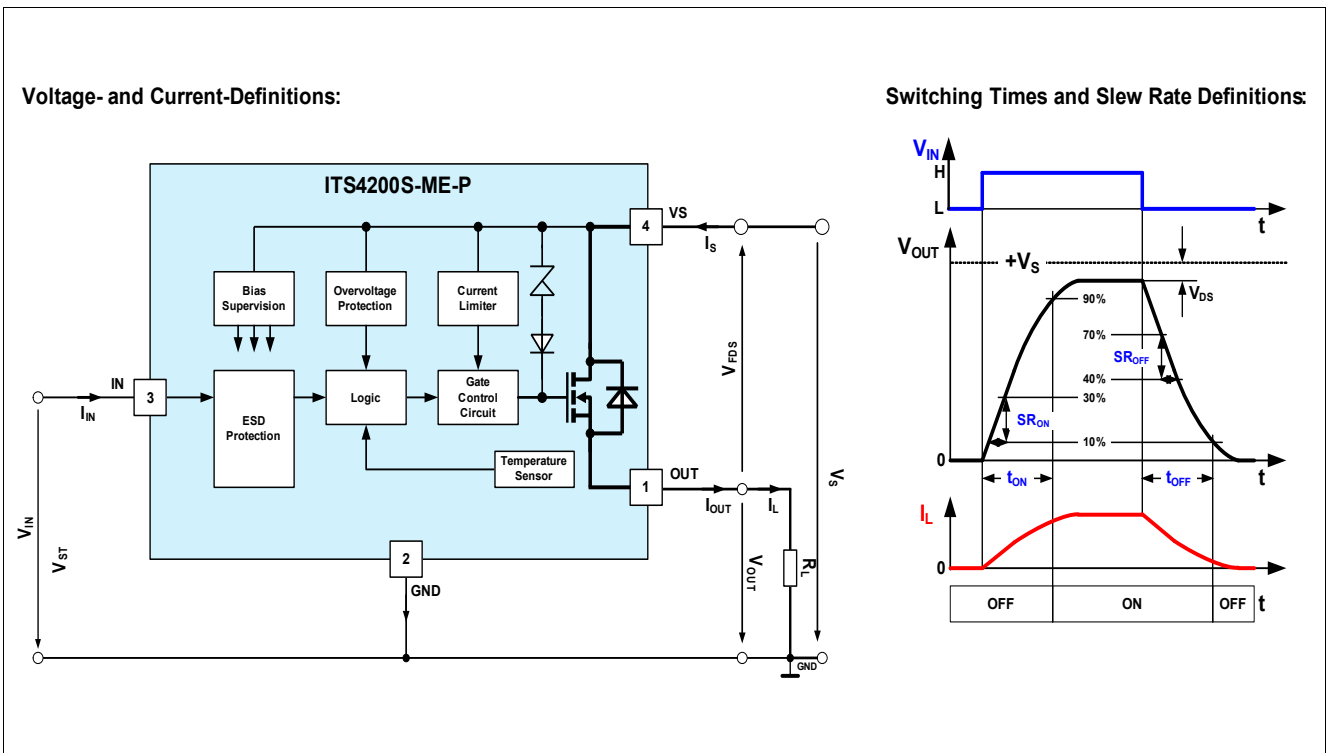 Voltage- and Current-Definitions:
Switching Times and Slew Rate Definitions:
ITS4200S-ME-P
VS
4
IS
Bias
Supervision
Overvoltage
Protection
Current
Limiter
VFDS
IN
3
IIN
ESD
Protection
Logic
Gate
Control
Circuit
Temperature
Sensor
OUT
1
IOUT
IL
VS
VIN
VST
2
GND
VOUT
RL
GND
VIN
H
L
t
VOUT
+VS
VDS
90%
70%
SROFF
40%
30%
SRON
10%
0
tON
tOFF
t
IL
0
OFF
ON
OFF
t